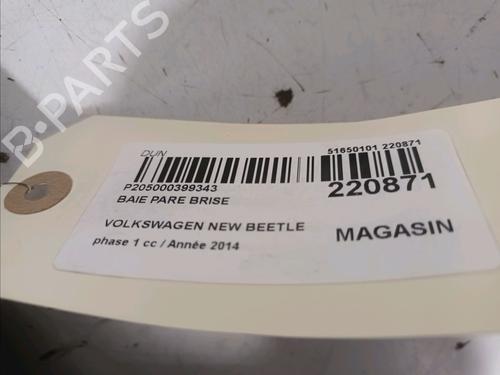 B-PARTS
DUN
51650101 220871
P205000399343
220871
BAIE PARE BRISE
VOLKSWAGEN NEW BEETLE
MAGASIN
phase 1 cc / Année 2014